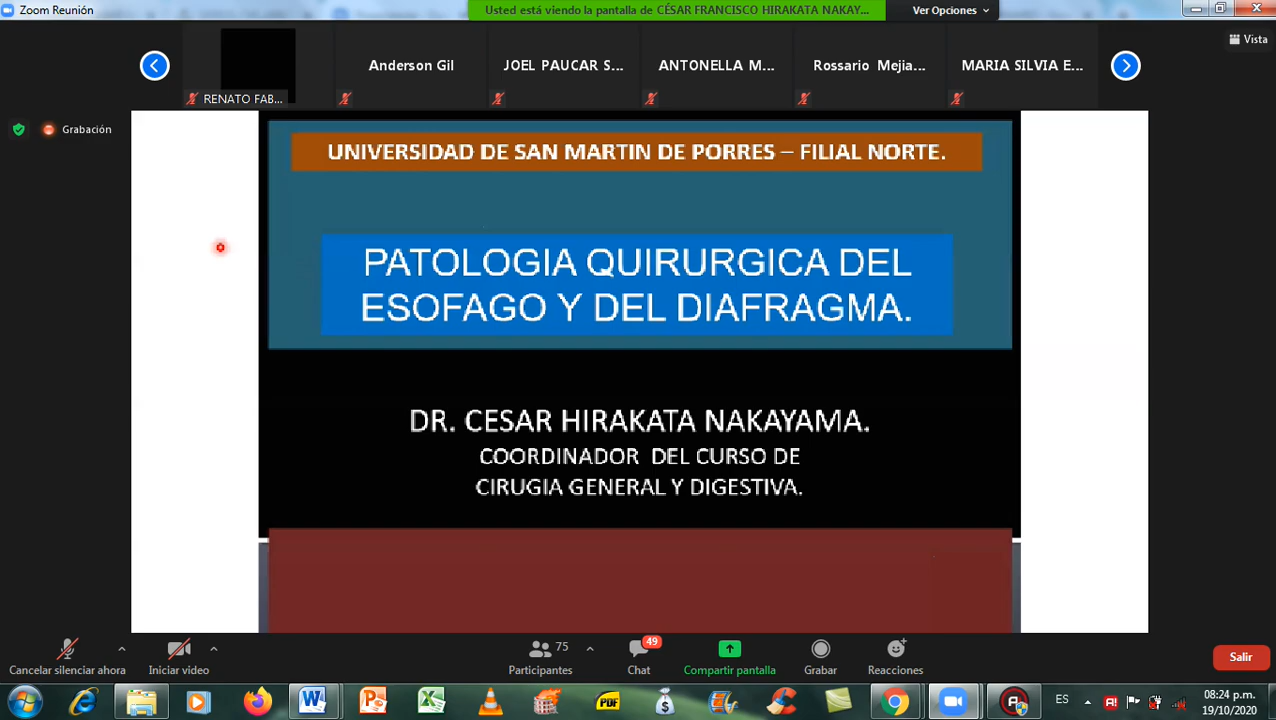 Zoom Reunión
Usted está viendo la pantalla de CÉSAR FRANCISCO HIRAKATA NAKAY...
Ver Opciones
Vista
RENATO FAB...
Anderson Gil
JOEL PAUCAR S...
ANTONELLA M...
Rossario Mejia...
MARIA SILVIA E...
Grabación
UNIVERSIDAD DE SAN MARTIN DE PORRES – FILIAL NORTE.
PATOLOGIA QUIRURGICA DEL
ESOFAGO Y DEL DIAFRAGMA.
DR. CESAR HIRAKATA NAKAYAMA.
COORDINADOR DEL CURSO DE
CIRUGIA GENERAL Y DIGESTIVA.
Cancelar silenciar ahora
Iniciar video
75
Participantes
49
Chat
Compartir pantalla
Grabar
Reacciones
Salir
PDF
ES
08:24 p.m.
19/10/2020